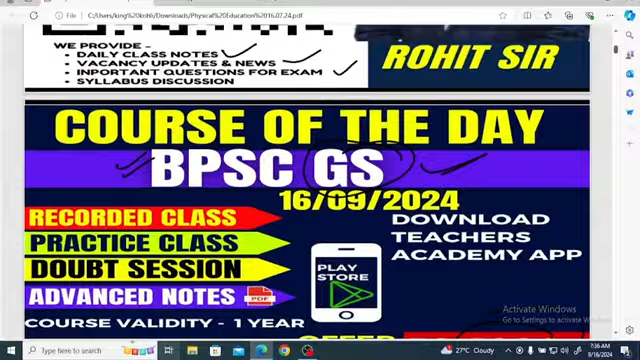 C:/Users/king%20kohli/Downloads/Physical%20Education%2016.07.24.pdf
WE PROVIDE -
• DAILY CLASS NOTES
• VACANCY UPDATES & NEWS
• INPORTANT QUESTIONS FOR EXAM
• SYLLABUS DISCUSSION
ROHIT SIR
COURSE OF THE DAY
BPSC GS
16/09/2024
RECORDED CLASS
PRACTICE CLASS
DOUBT SESSION
ADVANCED NOTES
PDF
COURSE VALIDITY - 1 YEAR
PLAY
STORE
DOWNLOAD
TEACHERS
ACADEMY APP
Activate Windows
Go to Settings to activate Windows
Type here to search
27°C Cloudy
7:36 AM
9/16/2024